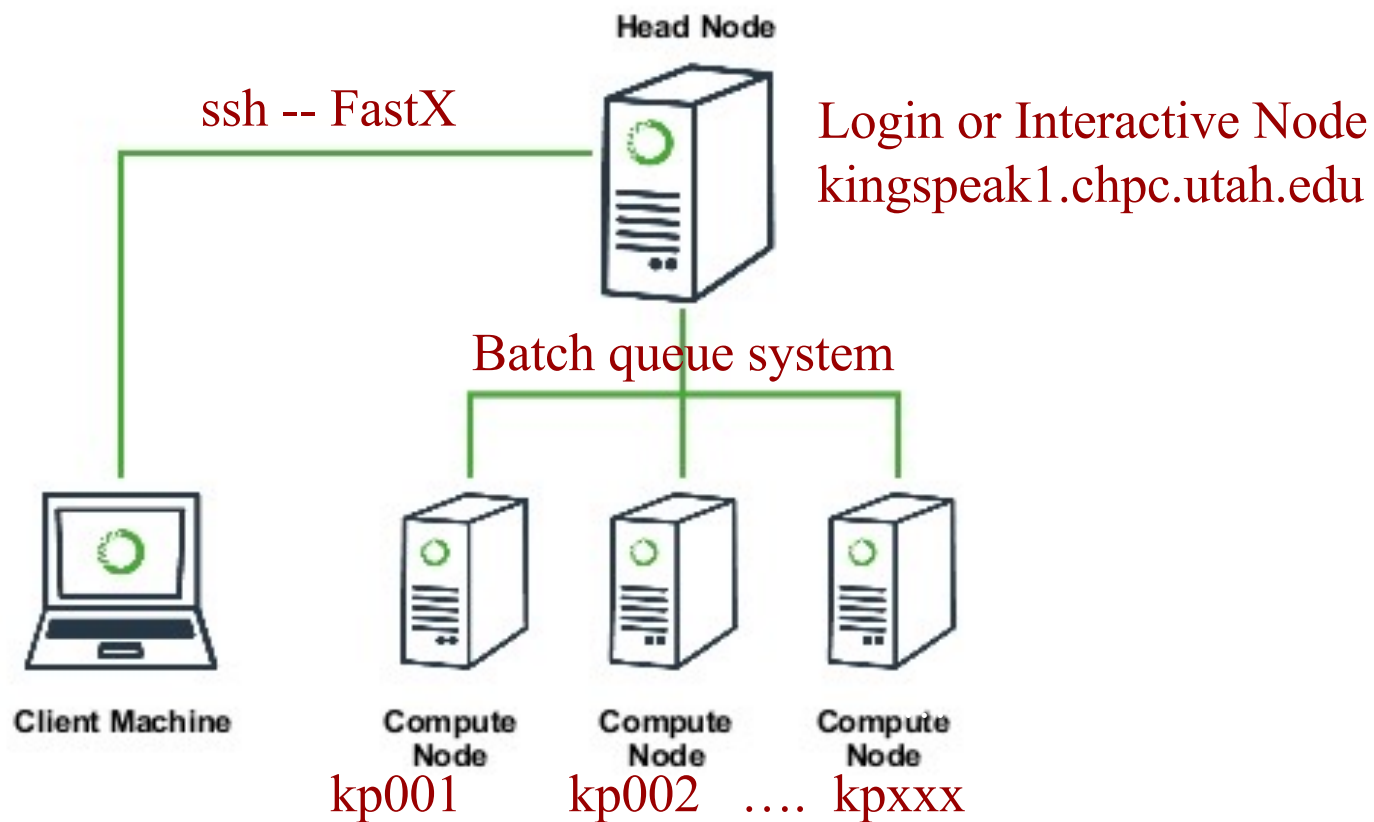 Head Node
ssh -- FastX
Login or Interactive Node
kingspeak1.chpc.utah.edu
Batch queue system
Client Machine
Compute
Node
Compute
Node
Compute
Node
kp001
kp002
….
kpxxx